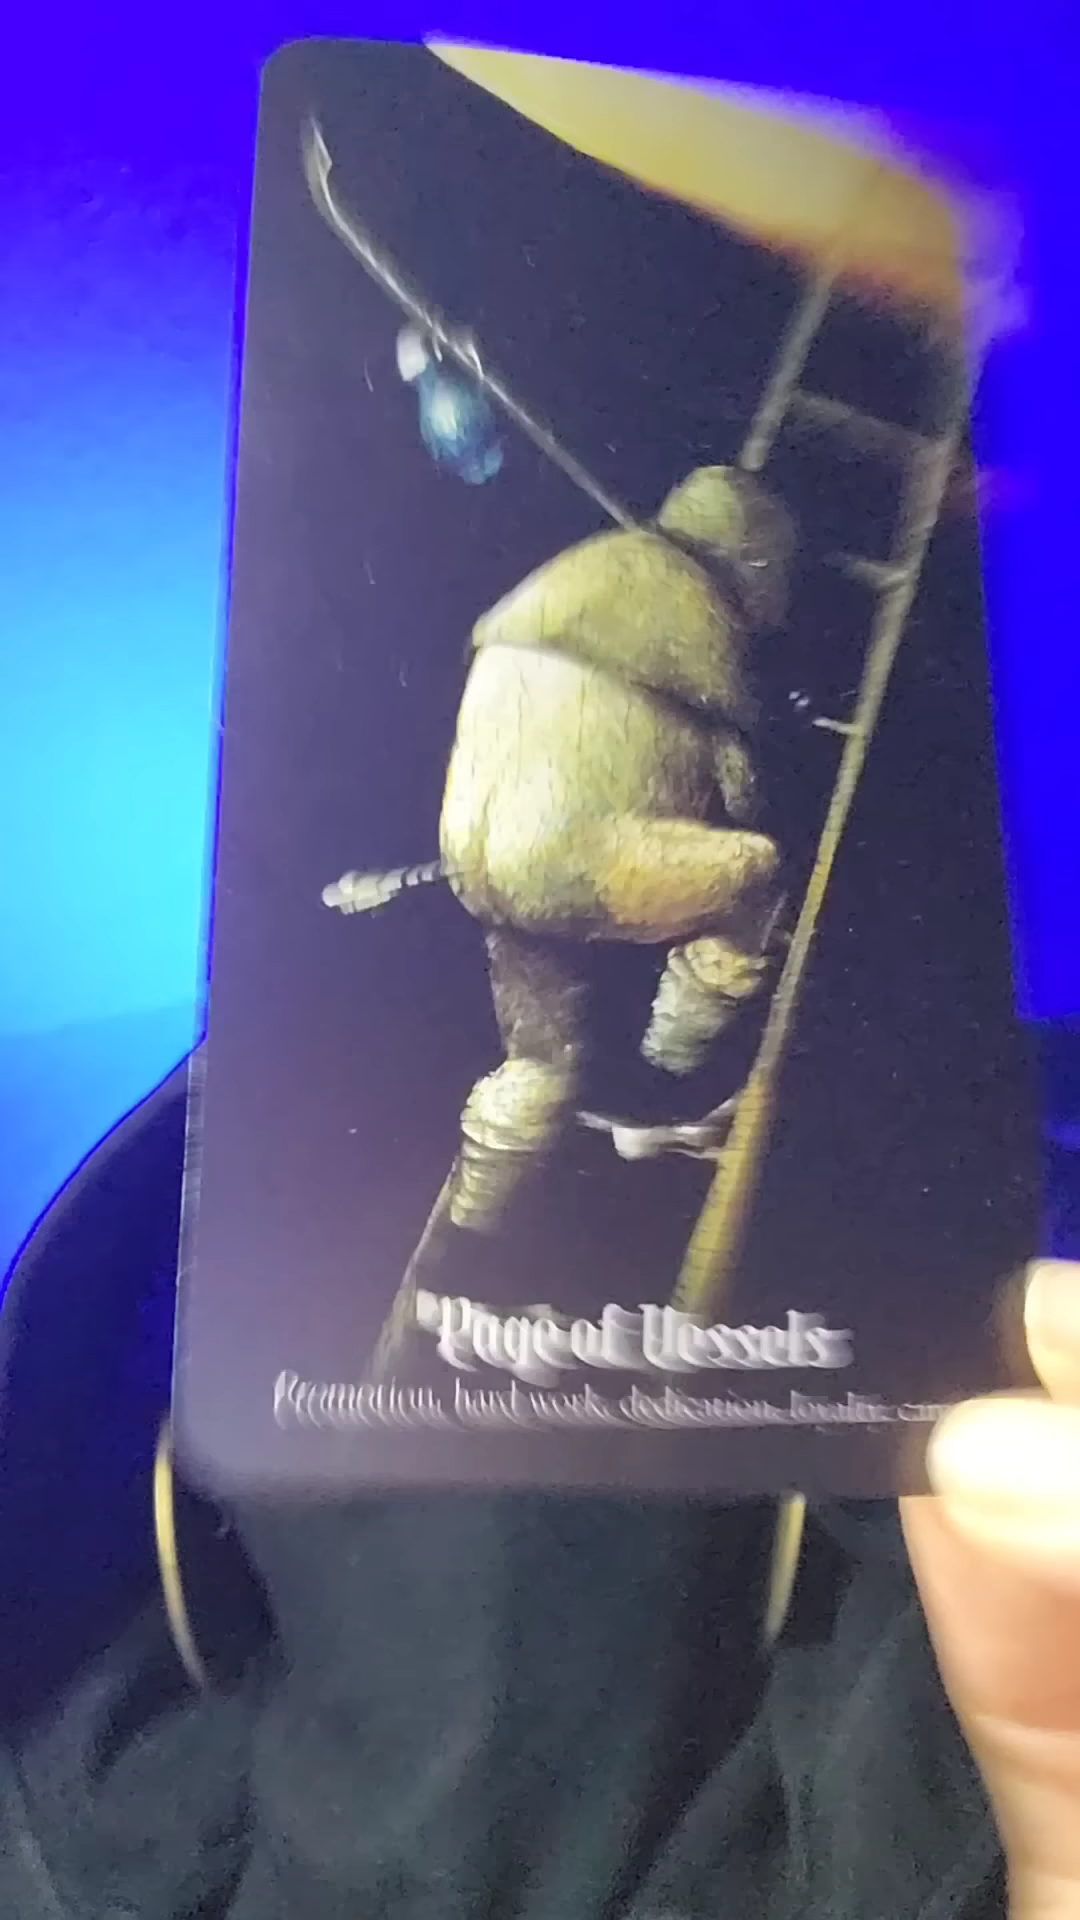 Page of Vessels
Promotion, hard work, dedication, loyalty,